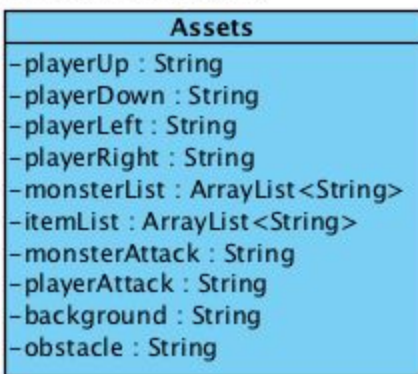 Assets
-playerUp : String
-playerDown : String
-playerLeft : String
-playerRight : String
-monsterList : ArrayList<String>
-itemList : ArrayList<String>
-monsterAttack : String
-playerAttack : String
-background : String
-obstacle : String